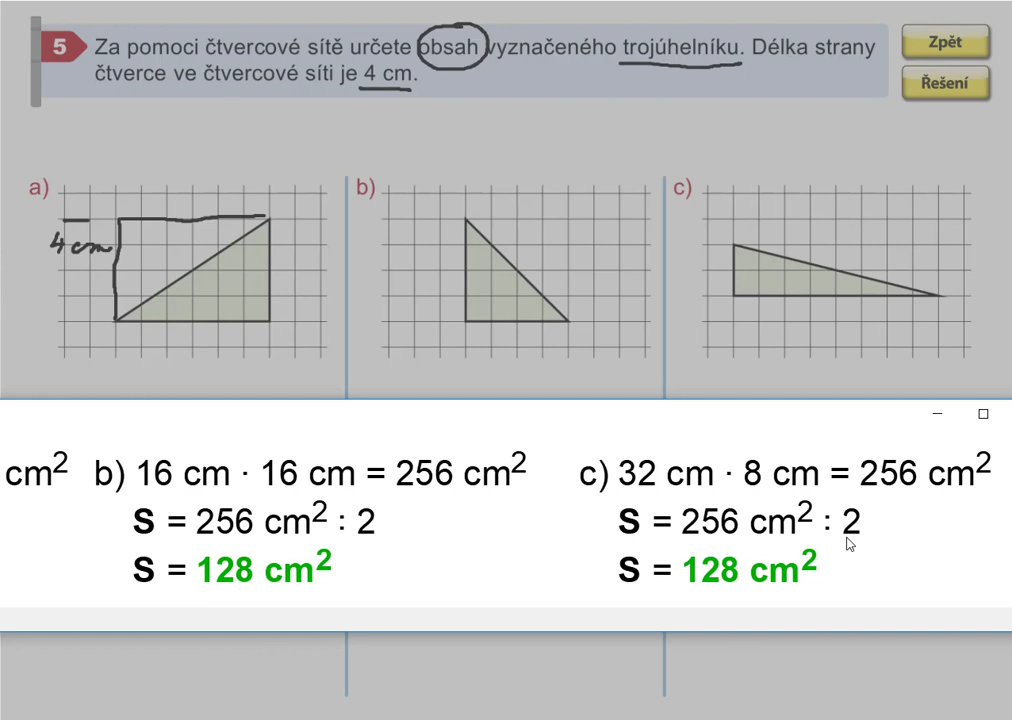 5 Za pomoci čtvercové sítě určete obsah vyznačeného trojúhelníku. Délka strany
čtverce ve čtvercové síti je 4 cm.
Zpět
Řešení
a)
b)
c)
4 cm
cm²
b) 16 cm · 16 cm = 256 cm²
S = 256 cm² : 2
S = 128 cm²
c) 32 cm · 8 cm = 256 cm²
S = 256 cm² : 2
S = 128 cm²